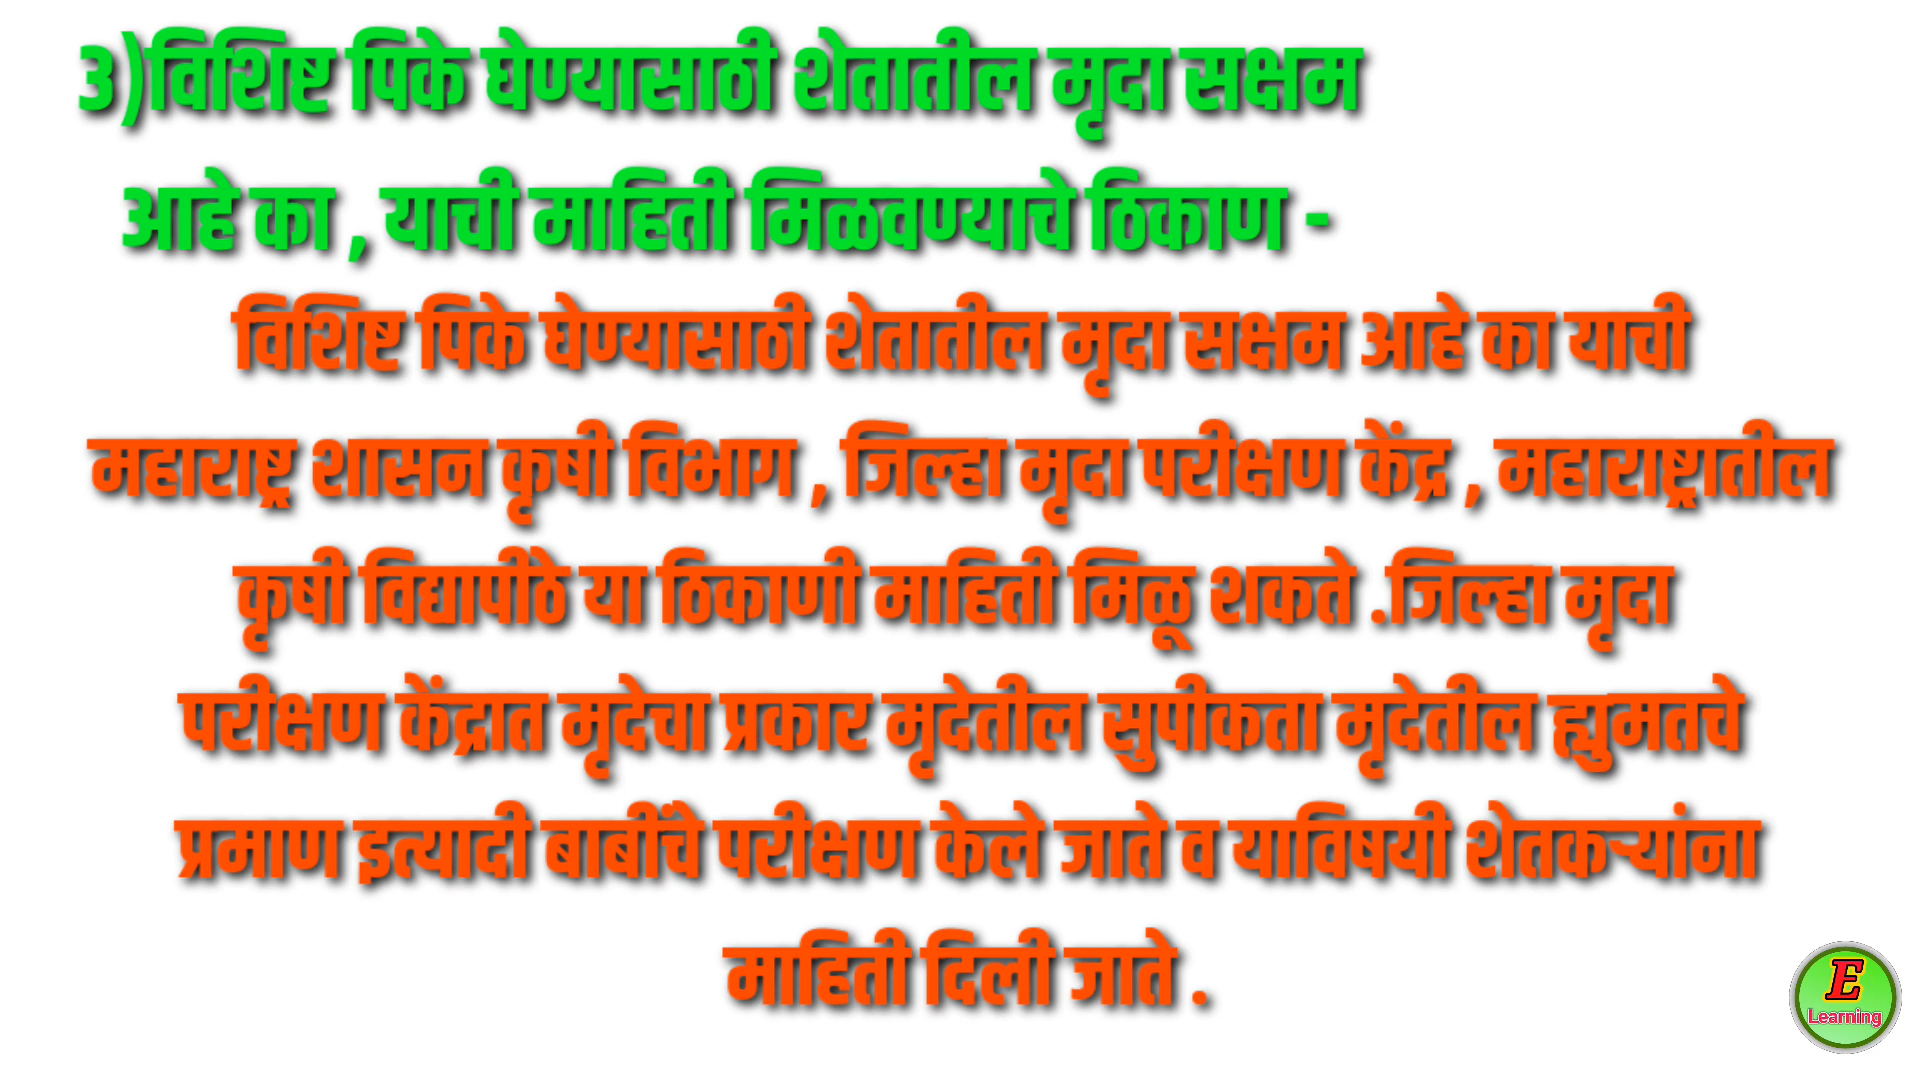 ३)विशिष्ट पिके घेण्यासाठी शेतातील मृदा सक्षम
आहे का , याची माहिती मिळवण्याचे ठिकाण -
विशिष्ट पिके घेण्यासाठी शेतातील मृदा सक्षम आहे का याची
महाराष्ट्र शासन कृषी विभाग , जिल्हा मृदा परीक्षण केंद्र , महाराष्ट्रातील
कृषी विद्यापीठे या ठिकाणी माहिती मिळू शकते .जिल्हा मृदा
परीक्षण केंद्रात मृदेचा प्रकार मृदेतील सुपीकता मृदेतील ह्युमतचे
प्रमाण इत्यादी बाबींचे परीक्षण केले जाते व याविषयी शेतकऱ्यांना
माहिती दिली जाते .
E
Learning